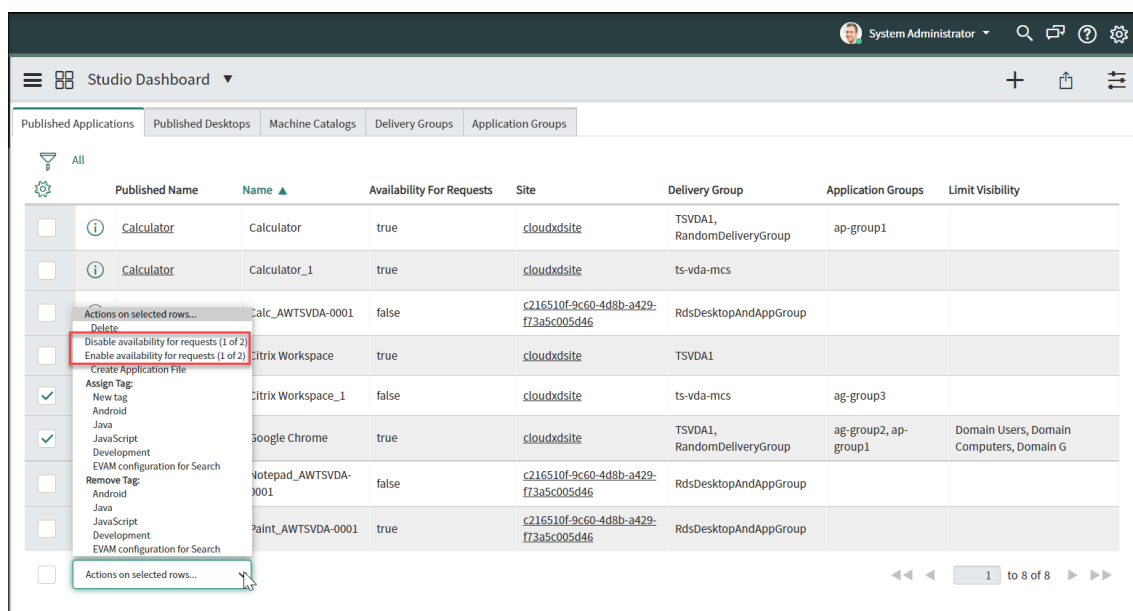 System Administrator
Studio Dashboard
Published Applications Published Desktops Machine Catalogs Delivery Groups Application Groups
All
Published Name Name Availability For Requests Site Delivery Group Application Groups Limit Visibility
Calculator Calculator true cloudxdsite TSVDA1, RandomDeliveryGroup ap-group1
Calculator Calculator_1 true cloudxdsite ts-vda-mcs
Calc_AWTSVDA-0001 false c216510f-9c60-4d8b-a429-f73a5c005d46 RdsDesktopAndAppGroup
Citrix Workspace true cloudxdsite TSVDA1
Citrix Workspace_1 false cloudxdsite ts-vda-mcs ag-group3
Google Chrome true cloudxdsite TSVDA1, RandomDeliveryGroup ag-group2, ap-group1 Domain Users, Domain Computers, Domain G
Notepad_AWTSVDA-0001 false c216510f-9c60-4d8b-a429-f73a5c005d46 RdsDesktopAndAppGroup
Paint_AWTSVDA-0001 true c216510f-9c60-4d8b-a429-f73a5c005d46 RdsDesktopAndAppGroup
Actions on selected rows...
Delete
Disable availability for requests (1 of 2)
Enable availability for requests (1 of 2)
Create Application File
Assign Tag:
New tag
Android
Java
JavaScript
Development
EVAM configuration for Search
Remove Tag:
Android
Java
JavaScript
Development
EVAM configuration for Search
Actions on selected rows...
1 to 8 of 8